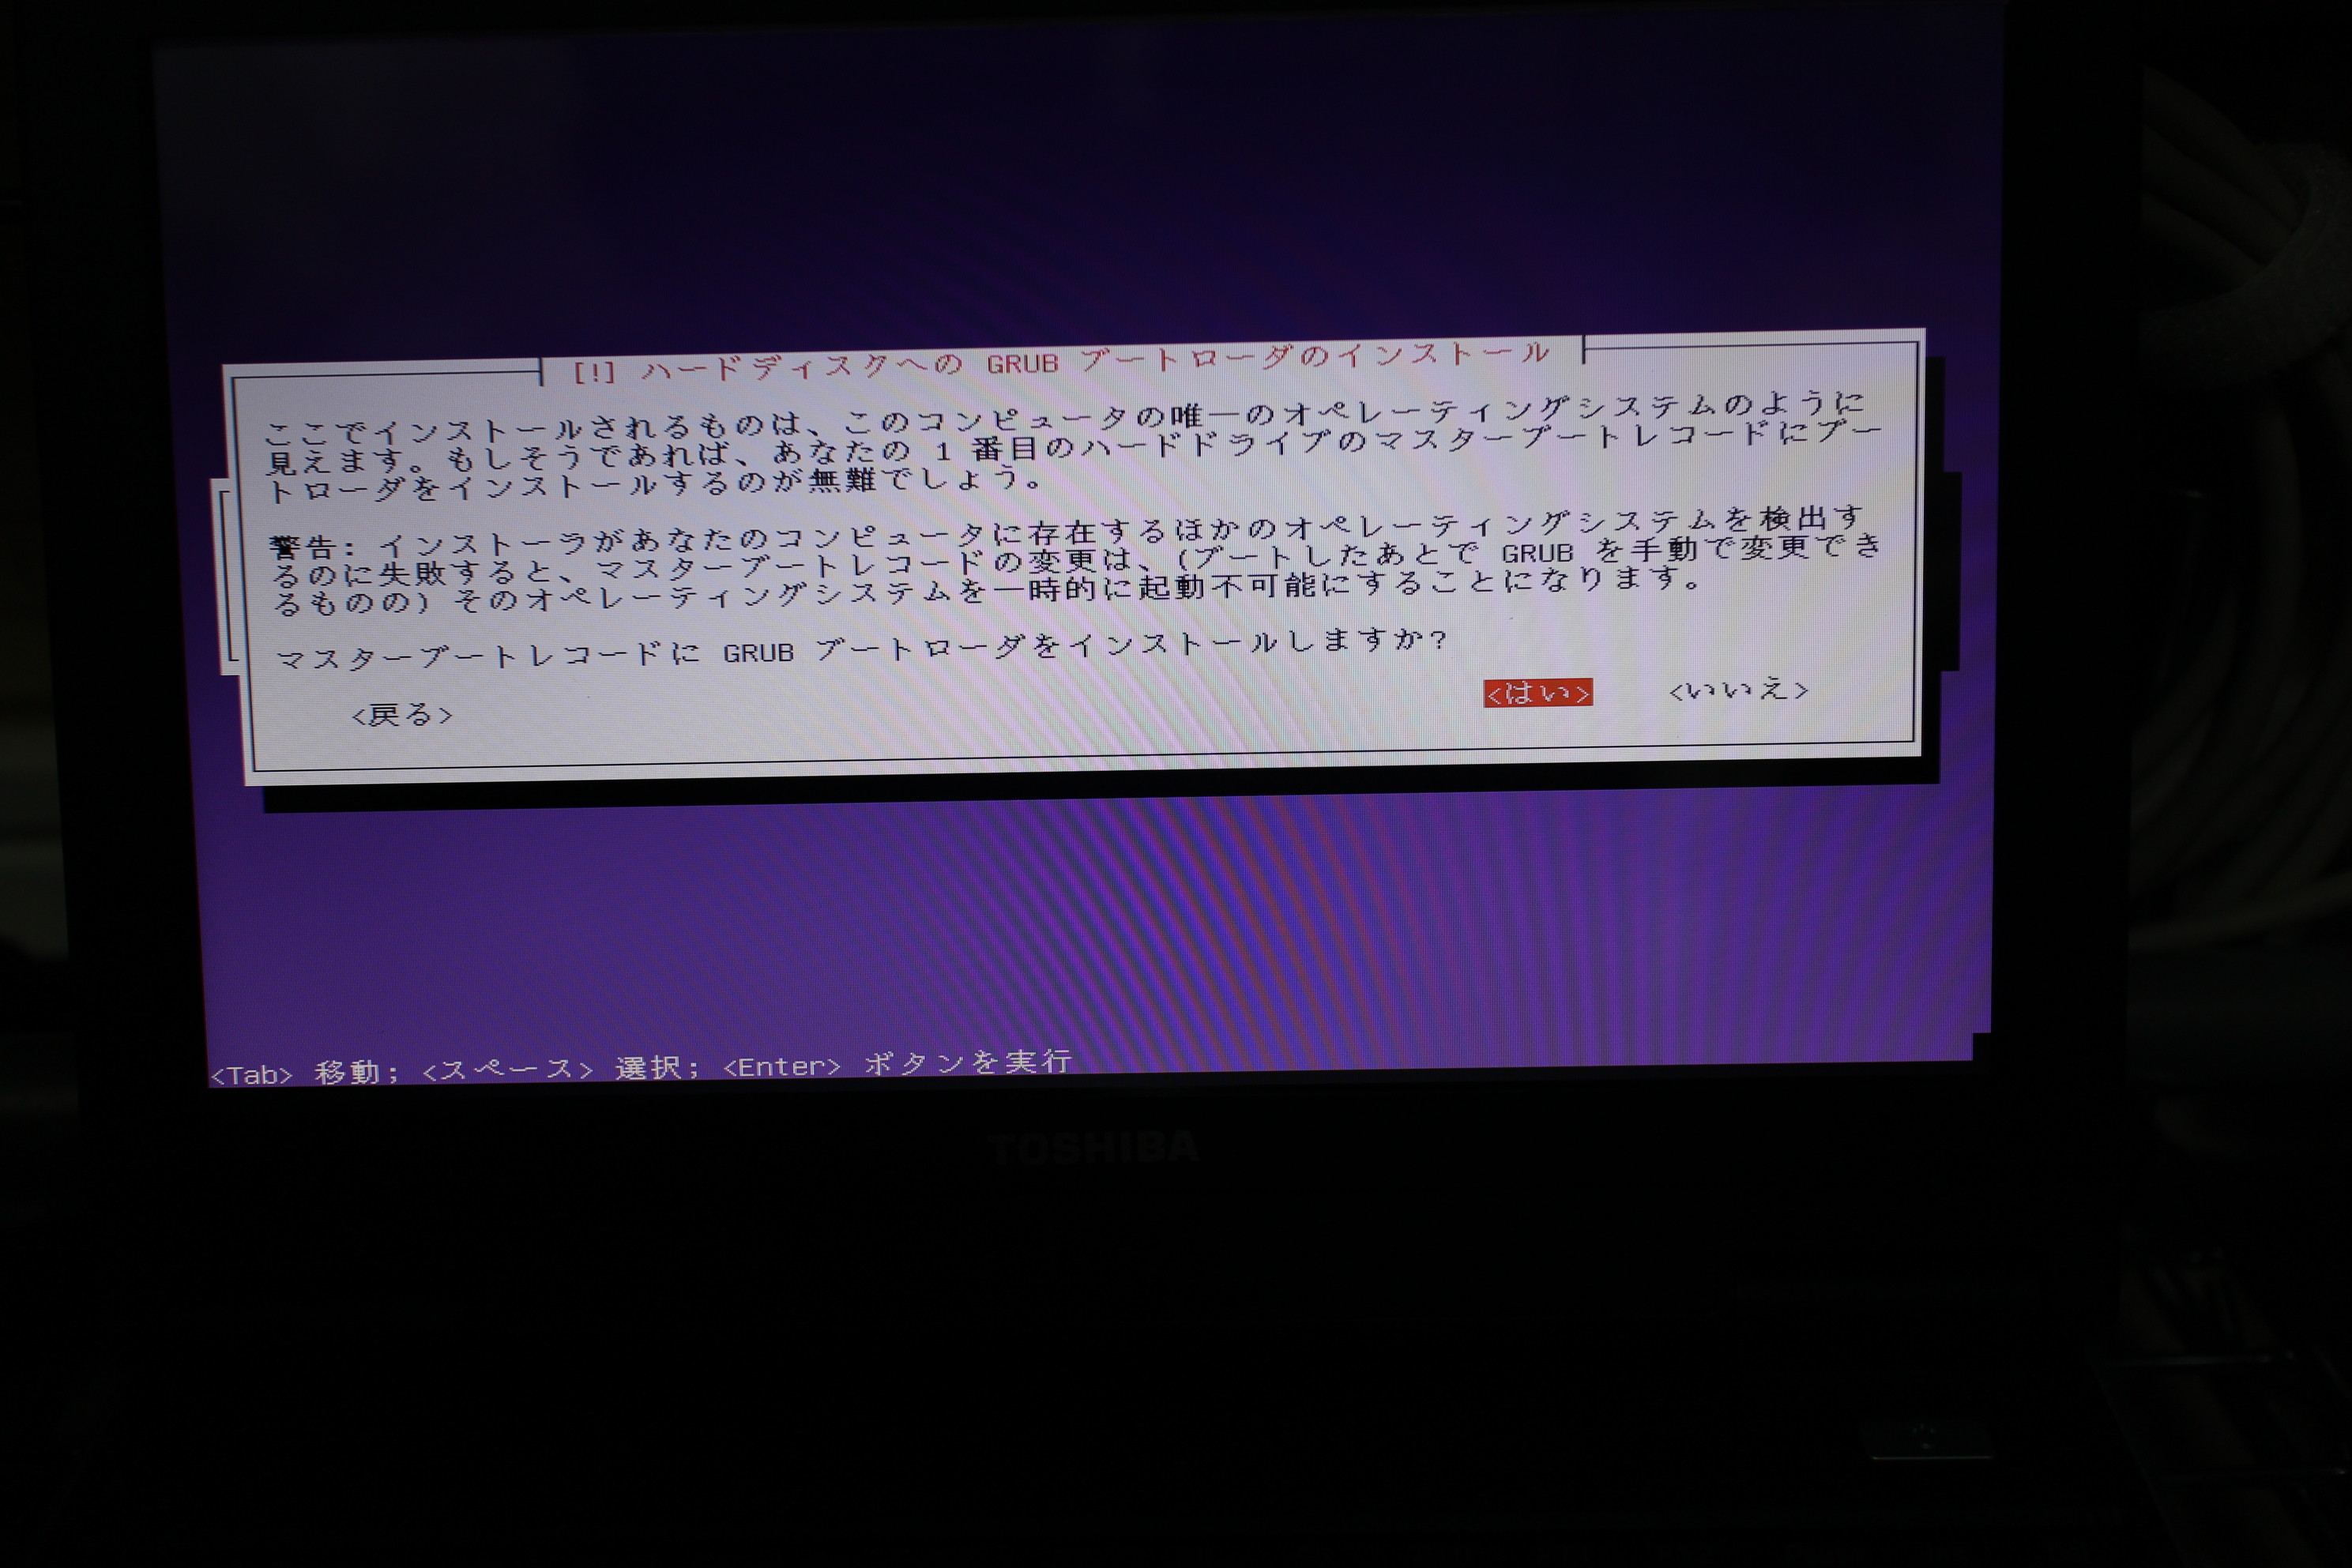 [!] ハードディスクへの GRUB ブートローダのインストール
ここでインストールされるものは、このコンピュータの唯一のオペレーティングシステムのように
見えます。もしそうであれば、あなたの 1 番目のハードドライブのマスターブートレコードにブー
トローダをインストールするのが無難でしょう。
警告: インストーラがあなたのコンピュータに存在するほかのオペレーティングシステムを検出す
るのに失敗すると、マスターブートレコードの変更は、(ブートしたあとで GRUB を手動で変更でき
るものの) そのオペレーティングシステムを一時的に起動不可能にすることになります。
マスターブートレコードに GRUB ブートローダをインストールしますか?
<戻る> <はい> <いいえ>
<Tab> 移動; <スペース> 選択; <Enter> ボタンを実行
TOSHIBA